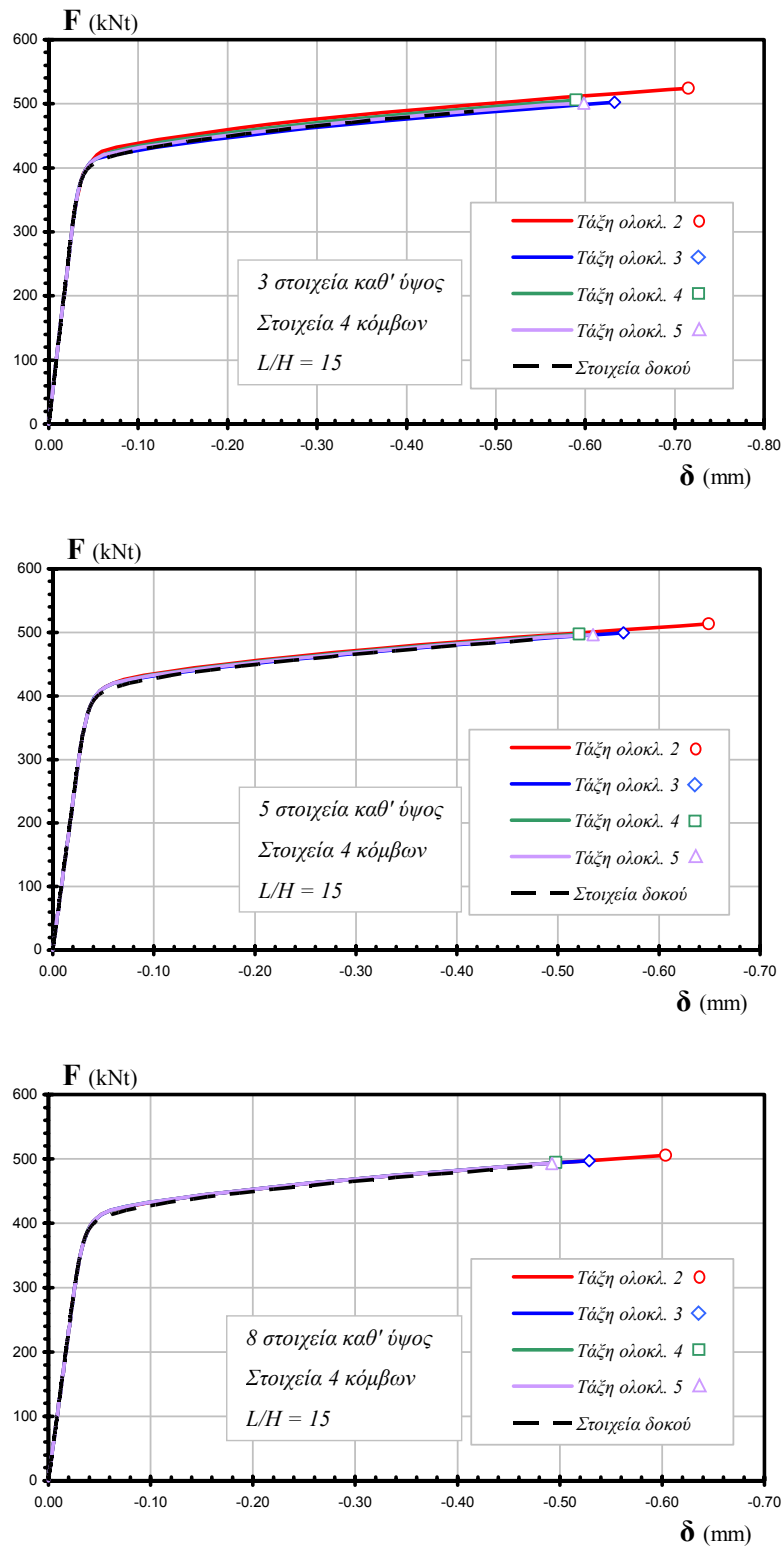 F (kNt)
600
500
400
300
200
100
0
Τάξη ολοκλ. 2
Τάξη ολοκλ. 3
Τάξη ολοκλ. 4
Τάξη ολοκλ. 5
Στοιχεία δοκού
3 στοιχεία καθ' ύψος
Στοιχεία 4 κόμβων
L/H = 15
0.00 -0.10 -0.20 -0.30 -0.40 -0.50 -0.60 -0.70 -0.80
δ (mm)
F (kNt)
600
500
400
300
200
100
0
Τάξη ολοκλ. 2
Τάξη ολοκλ. 3
Τάξη ολοκλ. 4
Τάξη ολοκλ. 5
Στοιχεία δοκού
5 στοιχεία καθ' ύψος
Στοιχεία 4 κόμβων
L/H = 15
0.00 -0.10 -0.20 -0.30 -0.40 -0.50 -0.60 -0.70
δ (mm)
F (kNt)
600
500
400
300
200
100
0
Τάξη ολοκλ. 2
Τάξη ολοκλ. 3
Τάξη ολοκλ. 4
Τάξη ολοκλ. 5
Στοιχεία δοκού
8 στοιχεία καθ' ύψος
Στοιχεία 4 κόμβων
L/H = 15
0.00 -0.10 -0.20 -0.30 -0.40 -0.50 -0.60 -0.70
δ (mm)